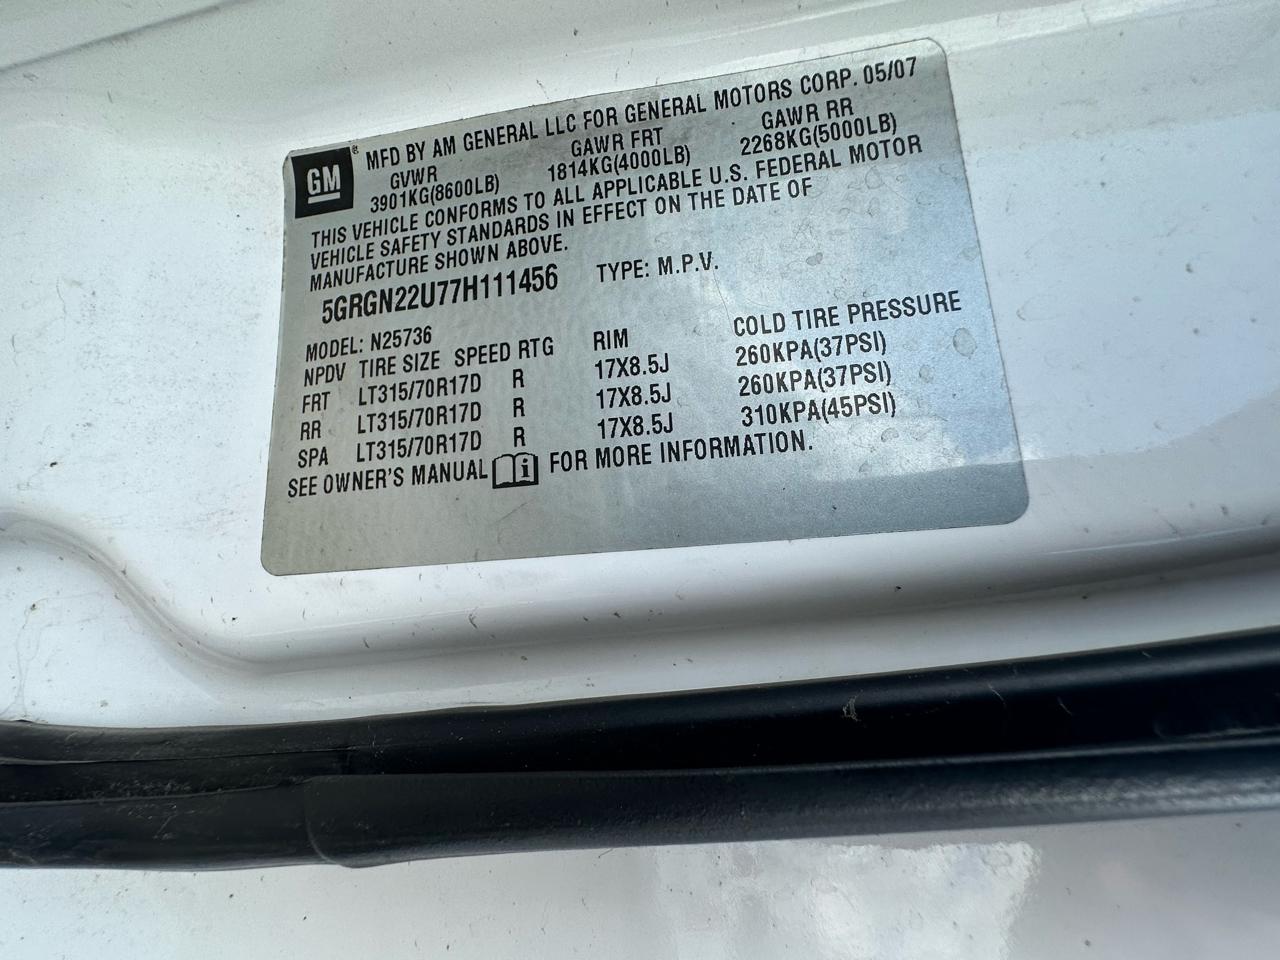 GM ® MFD BY AM GENERAL LLC FOR GENERAL MOTORS CORP. 05/07
GVWR GAWR FRT GAWR RR
3901KG(8600LB) 1814KG(4000LB) 2268KG(5000LB)
THIS VEHICLE CONFORMS TO ALL APPLICABLE U.S. FEDERAL MOTOR
VEHICLE SAFETY STANDARDS IN EFFECT ON THE DATE OF
MANUFACTURE SHOWN ABOVE.
5GRGN22U77H111456 TYPE: M.P.V.
MODEL: N25736
NPDV TIRE SIZE SPEED RTG RIM COLD TIRE PRESSURE
FRT LT315/70R17D R 17X8.5J 260KPA(37PSI)
RR LT315/70R17D R 17X8.5J 260KPA(37PSI)
SPA LT315/70R17D R 17X8.5J 310KPA(45PSI)
SEE OWNER'S MANUAL i FOR MORE INFORMATION.